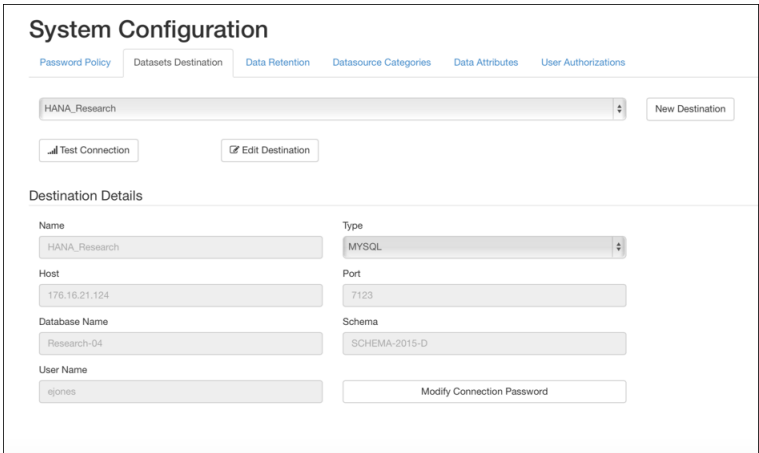 System Configuration
Password Policy Datasets Destination Data Retention Datasource Categories Data Attributes User Authorizations
HANA_Research New Destination
Test Connection Edit Destination
Destination Details
Name Type
HANA_Research MYSQL
Host Port
176.16.21.124 7123
Database Name Schema
Research-04 SCHEMA-2015-D
User Name
ejones Modify Connection Password